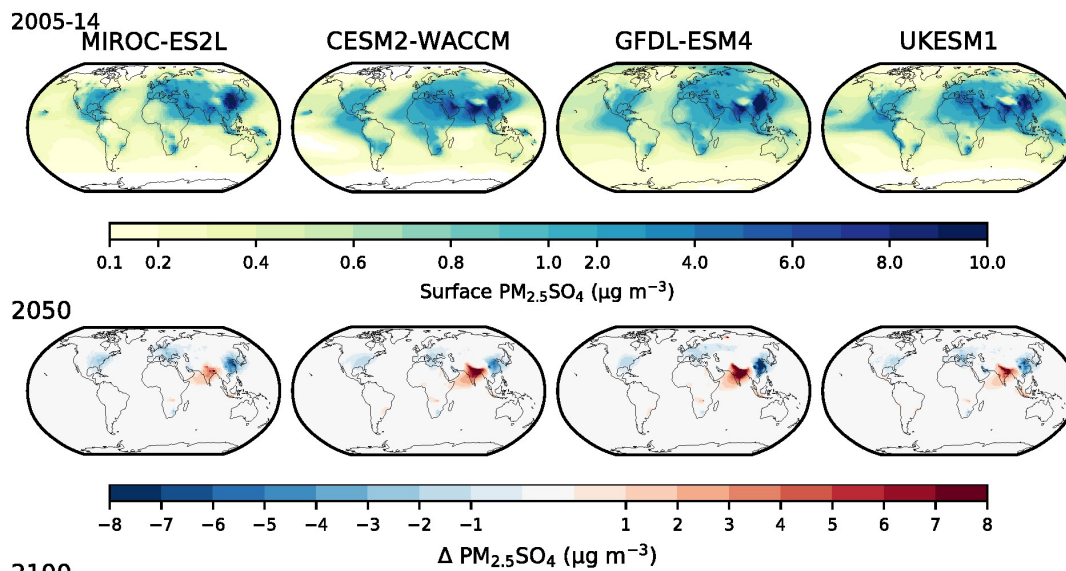 2005-14
MIROC-ES2L CESM2-WACCM GFDL-ESM4 UKESM1
0.1 0.2 0.4 0.6 0.8 1.0 2.0 4.0 6.0 8.0 10.0
Surface PM₂.₅SO₄ (µg m⁻³)
2050
−8 −7 −6 −5 −4 −3 −2 −1 1 2 3 4 5 6 7 8
Δ PM₂.₅SO₄ (µg m⁻³)
2100